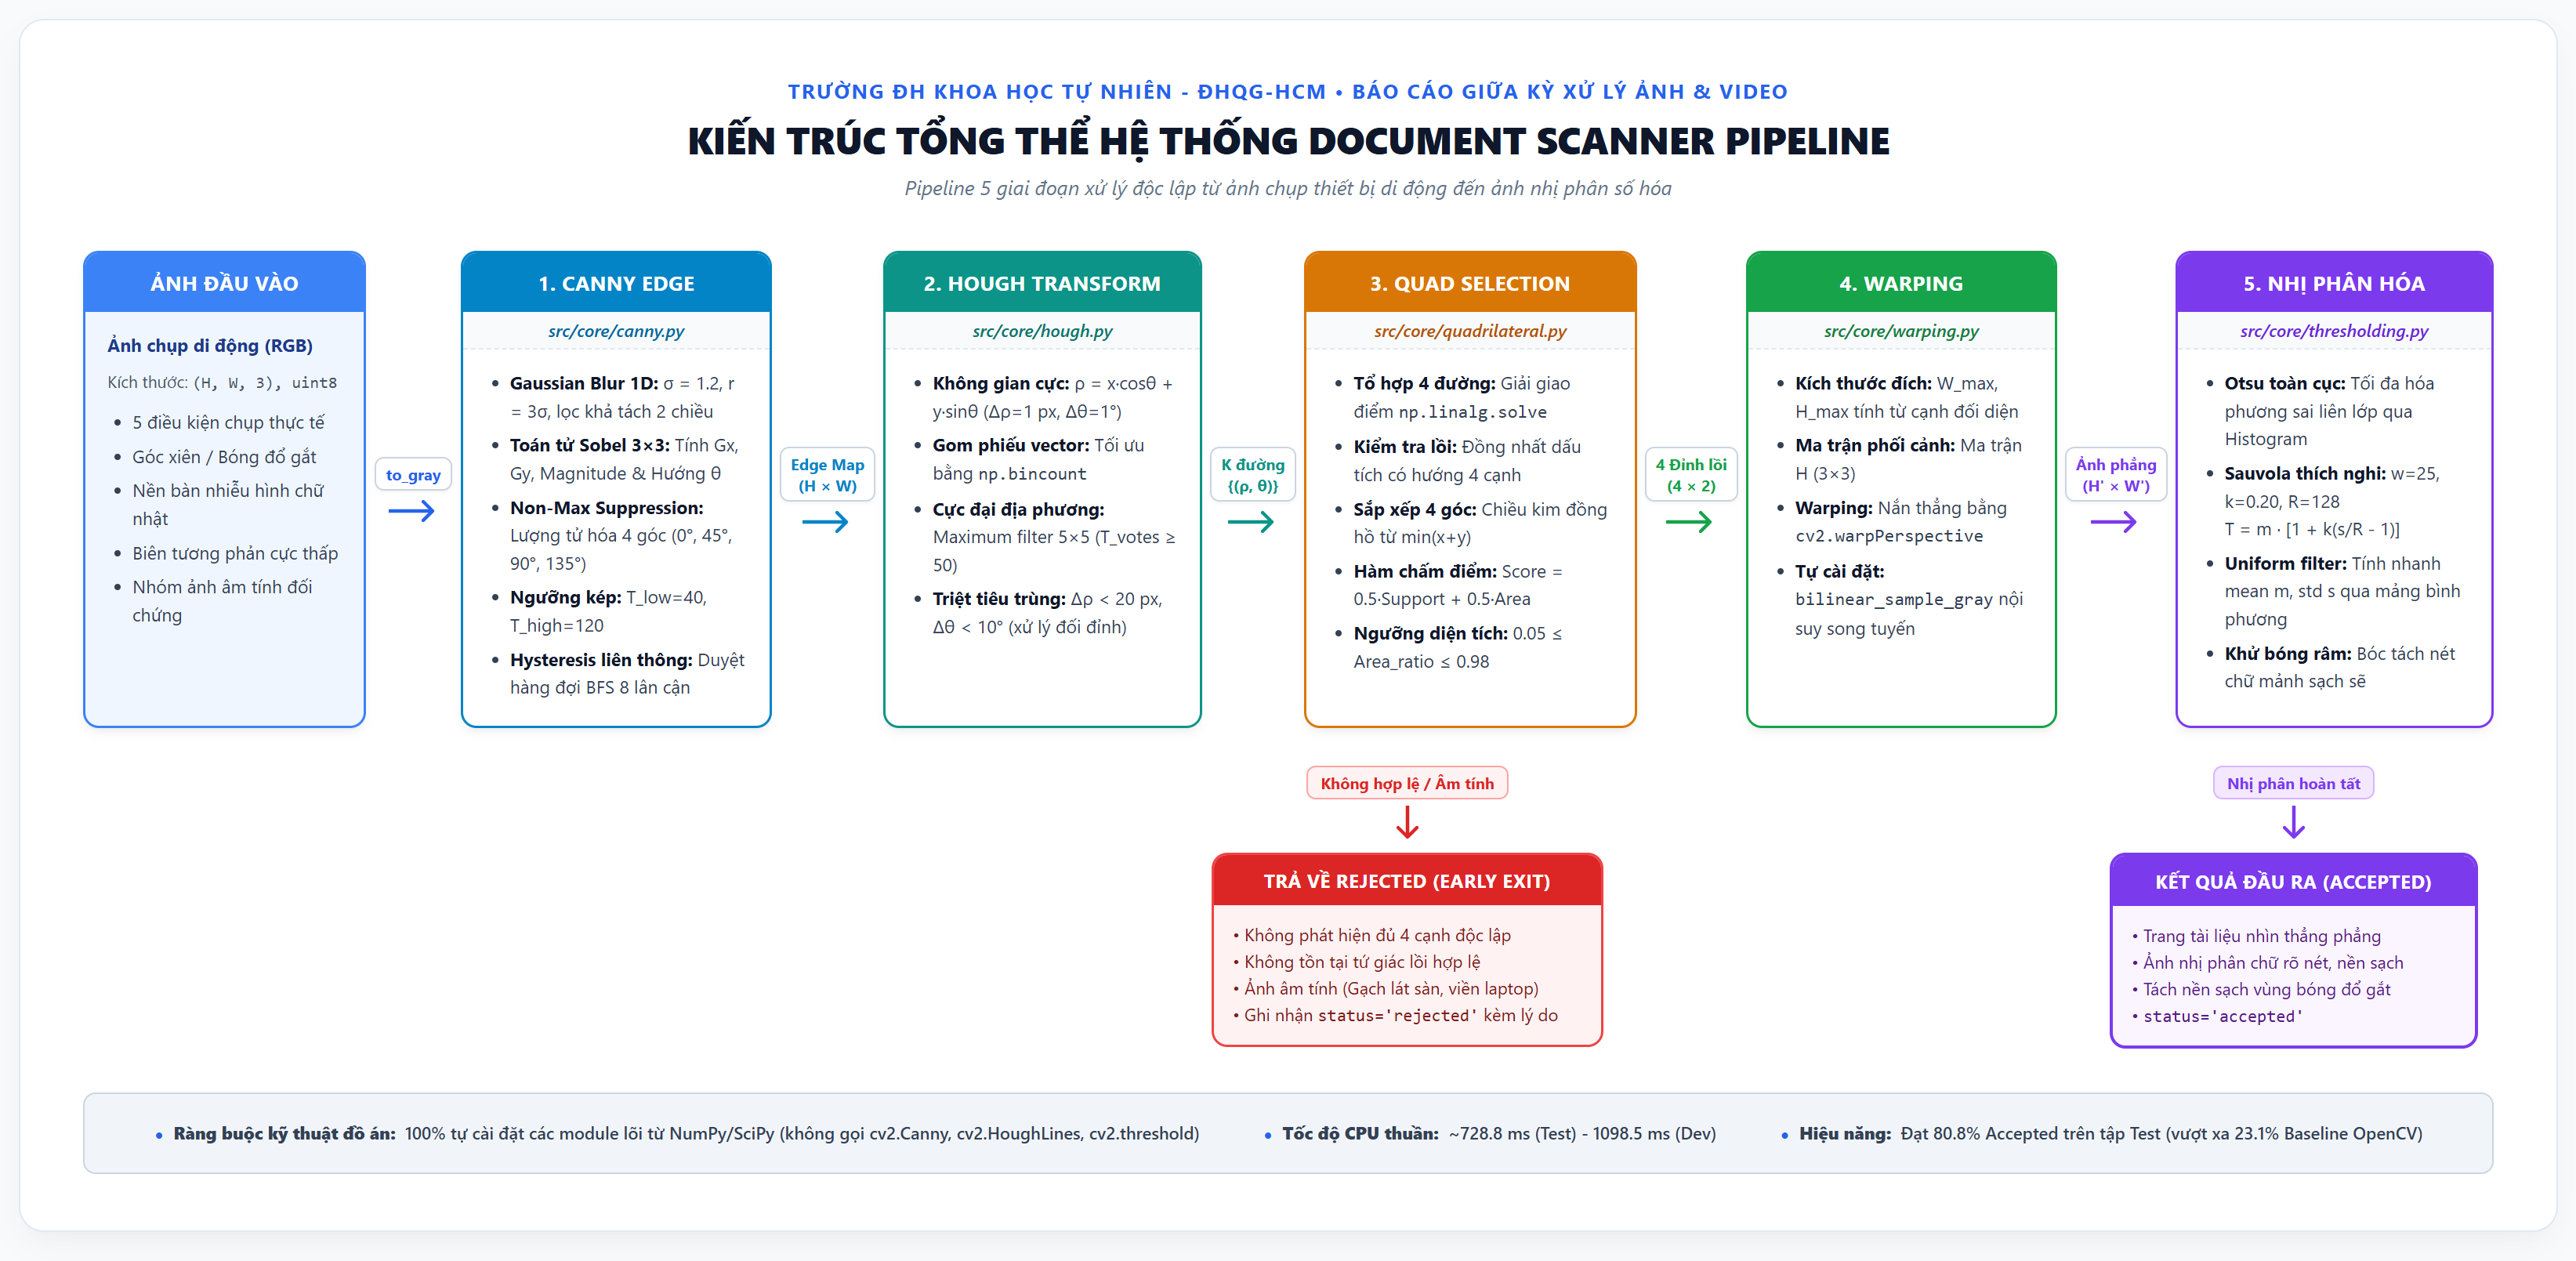 TRƯỜNG ĐH KHOA HỌC TỰ NHIÊN - ĐHQG-HCM • BÁO CÁO GIỮA KỲ XỬ LÝ ẢNH & VIDEO
KIẾN TRÚC TỔNG THỂ HỆ THỐNG DOCUMENT SCANNER PIPELINE
Pipeline 5 giai đoạn xử lý độc lập từ ảnh chụp thiết bị di động đến ảnh nhị phân số hóa
ẢNH ĐẦU VÀO
Ảnh chụp di động (RGB)
Kích thước: (H, W, 3), uint8
• 5 điều kiện chụp thực tế
• Góc xiên / Bóng đổ gắt
• Nền bàn nhiễu hình chữ
nhật
• Biên tương phản cực thấp
• Nhóm ảnh âm tính đối
chứng
to_gray
1. CANNY EDGE
src/core/canny.py
• Gaussian Blur 1D: σ = 1.2, r
= 3σ, lọc khả tách 2 chiều
• Toán tử Sobel 3×3: Tính Gx,
Gy, Magnitude & Hướng θ
• Non-Max Suppression:
Lượng tử hóa 4 góc (0°, 45°,
90°, 135°)
• Ngưỡng kép: T_low=40,
T_high=120
• Hysteresis liên thông: Duyệt
hàng đợi BFS 8 lân cận
Edge Map
(H × W)
2. HOUGH TRANSFORM
src/core/hough.py
• Không gian cực: ρ = x·cosθ +
y·sinθ (Δρ=1 px, Δθ=1°)
• Gom phiếu vector: Tối ưu
bằng np.bincount
• Cực đại địa phương:
Maximum filter 5×5 (T_votes ≥
50)
• Triệt tiêu trùng: Δρ < 20 px,
Δθ < 10° (xử lý đối đỉnh)
K đường
{(ρ, θ)}
3. QUAD SELECTION
src/core/quadrilateral.py
• Tổ hợp 4 đường: Giải giao
điểm np.linalg.solve
• Kiểm tra lồi: Đồng nhất dấu
tích có hướng 4 cạnh
• Sắp xếp 4 góc: Chiều kim đồng
hồ từ min(x+y)
• Hàm chấm điểm: Score =
0.5·Support + 0.5·Area
• Ngưỡng diện tích: 0.05 ≤
Area_ratio ≤ 0.98
4 Đỉnh lồi
(4 × 2)
4. WARPING
src/core/warping.py
• Kích thước đích: W_max,
H_max tính từ cạnh đối diện
• Ma trận phối cảnh: Ma trận
H (3×3)
• Warping: Nắn thẳng bằng
cv2.warpPerspective
• Tự cài đặt:
bilinear_sample_gray nội
suy song tuyến
Ảnh phẳng
(H' × W')
5. NHỊ PHÂN HÓA
src/core/thresholding.py
• Otsu toàn cục: Tối đa hóa
phương sai liên lớp qua
Histogram
• Sauvola thích nghi: w=25,
k=0.20, R=128
T = m · [1 + k(s/R - 1)]
• Uniform filter: Tính nhanh
mean m, std s qua mảng bình
phương
• Khử bóng râm: Bóc tách nét
chữ mảnh sạch sẽ
Không hợp lệ / Âm tính
TRẢ VỀ REJECTED (EARLY EXIT)
• Không phát hiện đủ 4 cạnh độc lập
• Không tồn tại tứ giác lồi hợp lệ
• Ảnh âm tính (Gạch lát sàn, viền laptop)
• Ghi nhận status='rejected' kèm lý do
Nhị phân hoàn tất
KẾT QUẢ ĐẦU RA (ACCEPTED)
• Trang tài liệu nhìn thẳng phẳng
• Ảnh nhị phân chữ rõ nét, nền sạch
• Tách nền sạch vùng bóng đổ gắt
• status='accepted'
• Ràng buộc kỹ thuật đồ án: 100% tự cài đặt các module lõi từ NumPy/SciPy (không gọi cv2.Canny, cv2.HoughLines, cv2.threshold)
• Tốc độ CPU thuần: ~728.8 ms (Test) - 1098.5 ms (Dev)
• Hiệu năng: Đạt 80.8% Accepted trên tập Test (vượt xa 23.1% Baseline OpenCV)